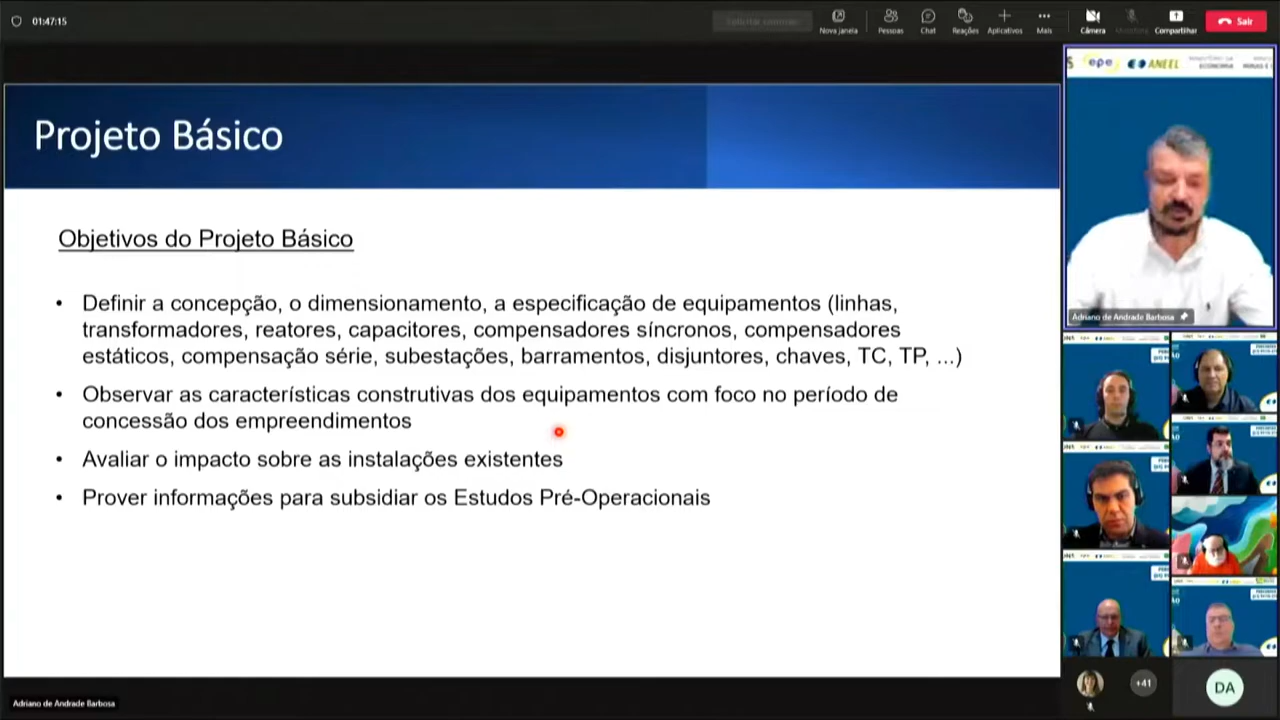 01:47:15
Nova janela
Pessoas
Chat
Reações
Aplicativos
Mais
Câmera
Compartilhar
Sair
epe
ANEEL
Projeto Básico
Objetivos do Projeto Básico
• Definir a concepção, o dimensionamento, a especificação de equipamentos (linhas,
transformadores, reatores, capacitores, compensadores síncronos, compensadores
estáticos, compensação série, subestações, barramentos, disjuntores, chaves, TC, TP, ...)
• Observar as características construtivas dos equipamentos com foco no período de
concessão dos empreendimentos
• Avaliar o impacto sobre as instalações existentes
• Prover informações para subsidiar os Estudos Pré-Operacionais
Adriano de Andrade Barbosa
+41
DA
Adriano de Andrade Barbosa